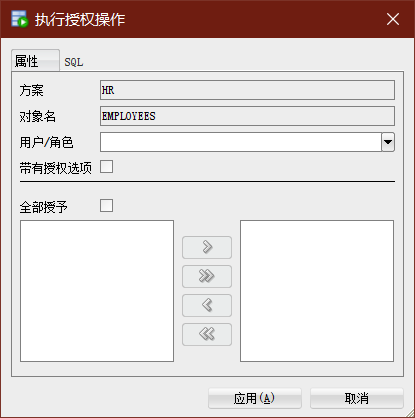 执行授权操作
属性 SQL
方案 HR
对象名 EMPLOYEES
用户/角色
带有授权选项
全部授予
应用(A) 取消